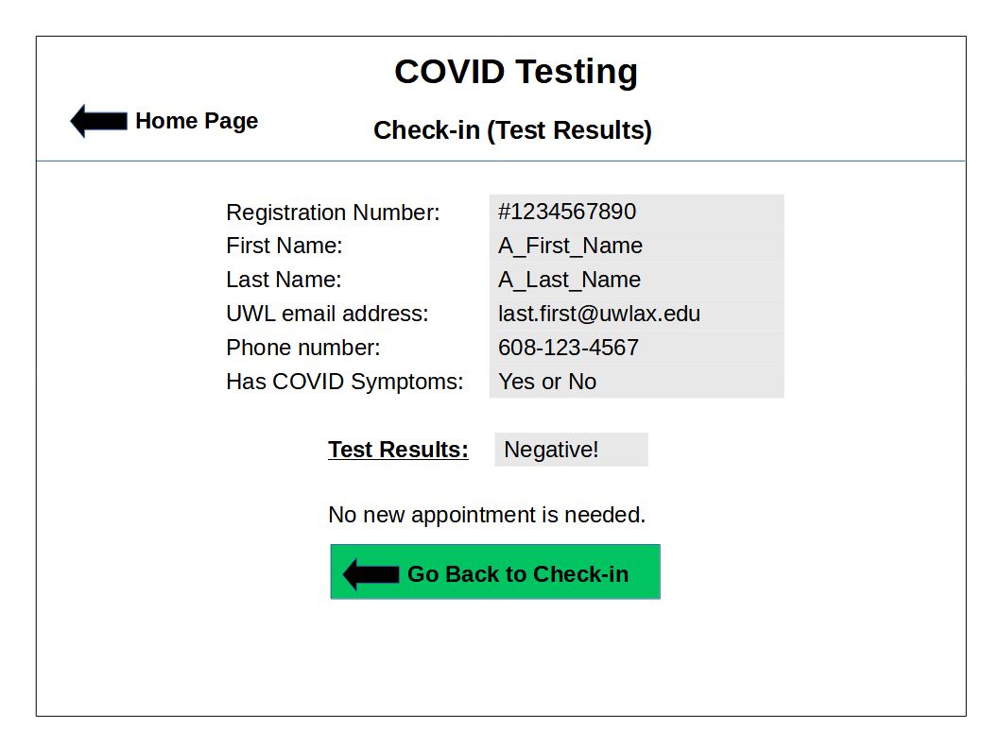 COVID Testing
Home Page
Check-in (Test Results)
Registration Number: #1234567890
First Name: A_First_Name
Last Name: A_Last_Name
UWL email address: last.first@uwlax.edu
Phone number: 608-123-4567
Has COVID Symptoms: Yes or No
Test Results: Negative!
No new appointment is needed.
Go Back to Check-in